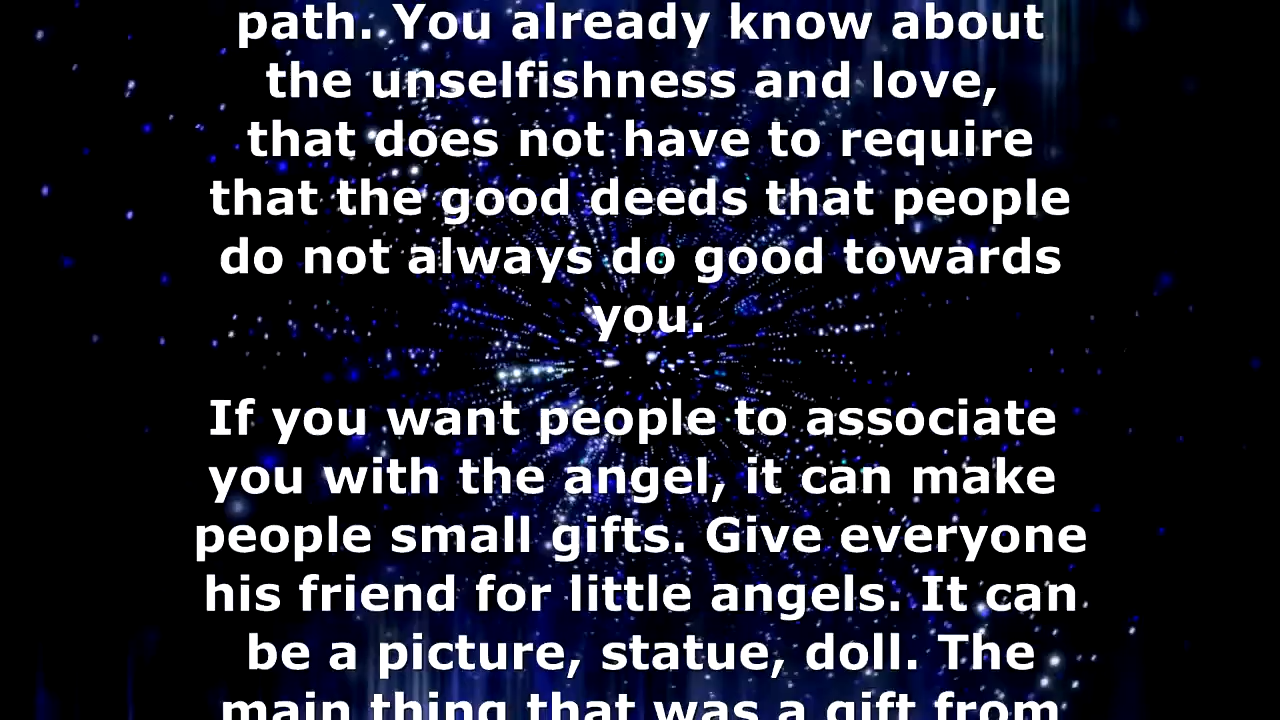 path. You already know about
the unselfishness and love,
that does not have to require
that the good deeds that people
do not always do good towards
you.
If you want people to associate
you with the angel, it can make
people small gifts. Give everyone
his friend for little angels. It can
be a picture, statue, doll. The
main thing that was a gift from